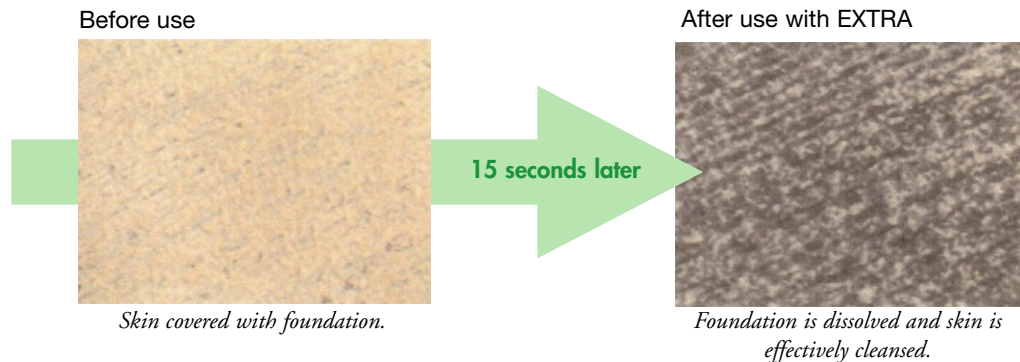 Before use
After use with EXTRA
15 seconds later
Skin covered with foundation.
Foundation is dissolved and skin is
effectively cleansed.